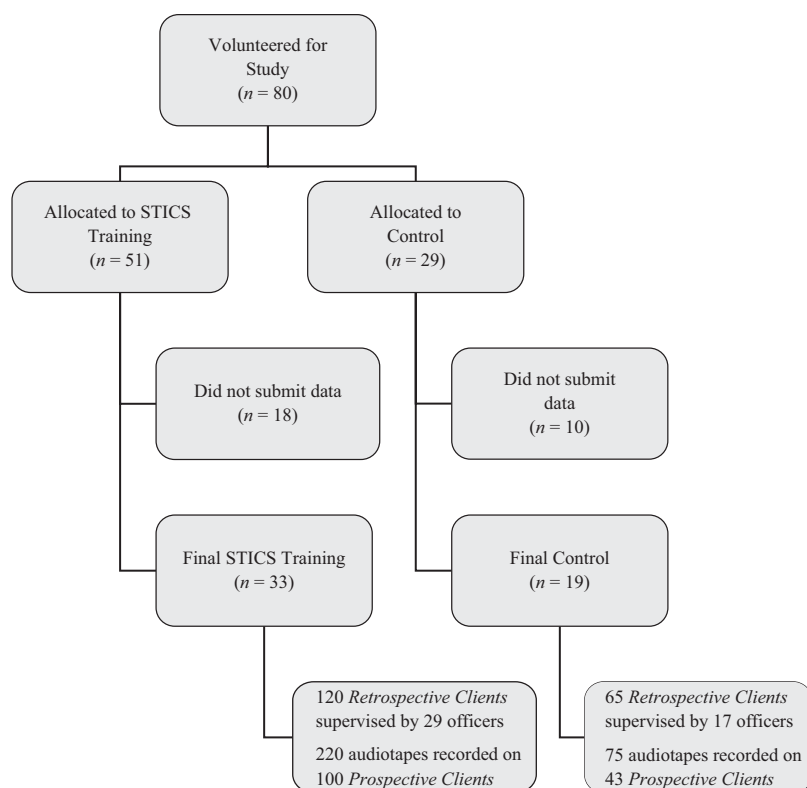 Volunteered for
Study
(n = 80)
Allocated to STICS
Training
(n = 51)
Allocated to
Control
(n = 29)
Did not submit data
(n = 18)
Did not submit
data
(n = 10)
Final STICS Training
(n = 33)
Final Control
(n = 19)
120 Retrospective Clients
supervised by 29 officers
220 audiotapes recorded on
100 Prospective Clients
65 Retrospective Clients
supervised by 17 officers
75 audiotapes recorded on
43 Prospective Clients